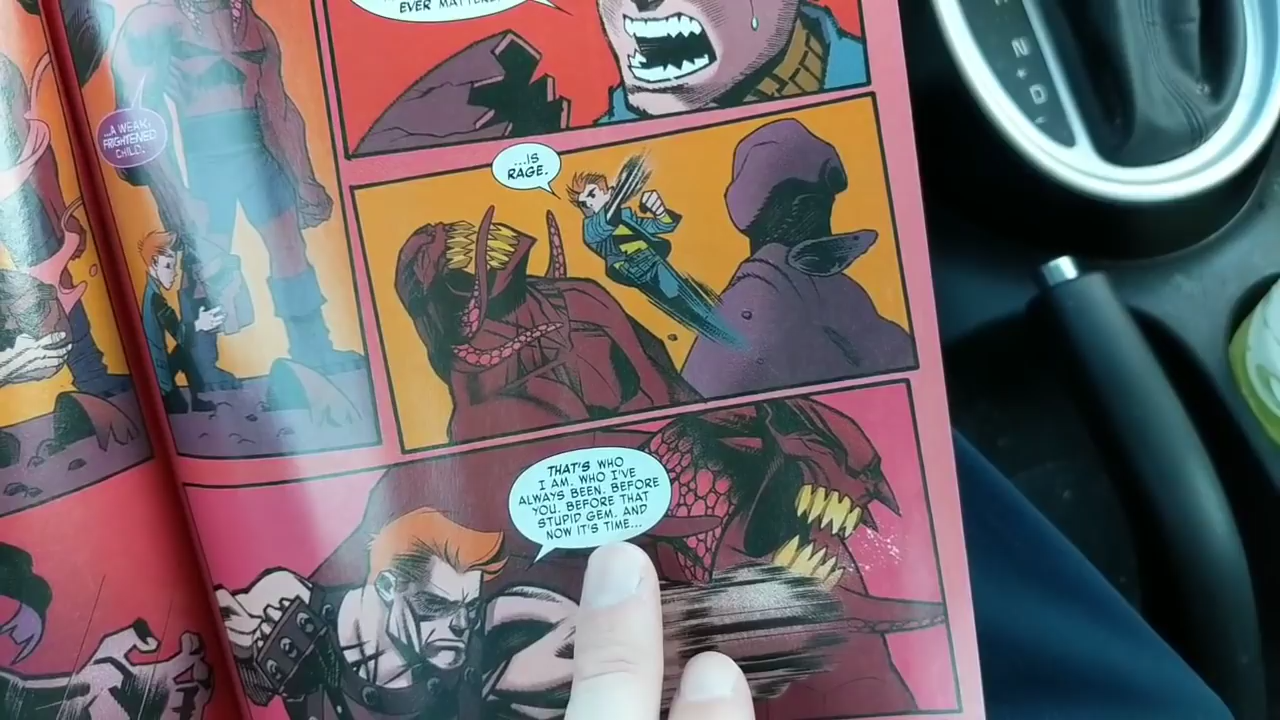 EVER MATTERED
...A WEAK,
FRIGHTENED
CHILD.
...IS
RAGE.
THAT'S WHO
I AM. WHO I'VE
ALWAYS BEEN. BEFORE
YOU. BEFORE THAT
STUPID GEM. AND
NOW IT'S TIME...
N
D